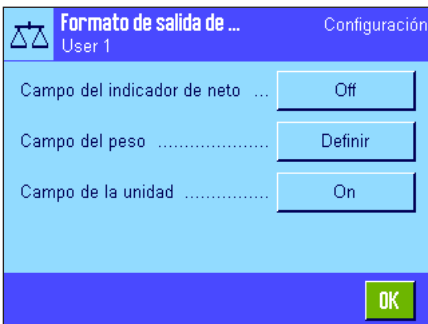 Formato de salida de ... Configuración
User 1
Campo del indicador de neto ... Off
Campo del peso ..................... Definir
Campo de la unidad ................ On
OK